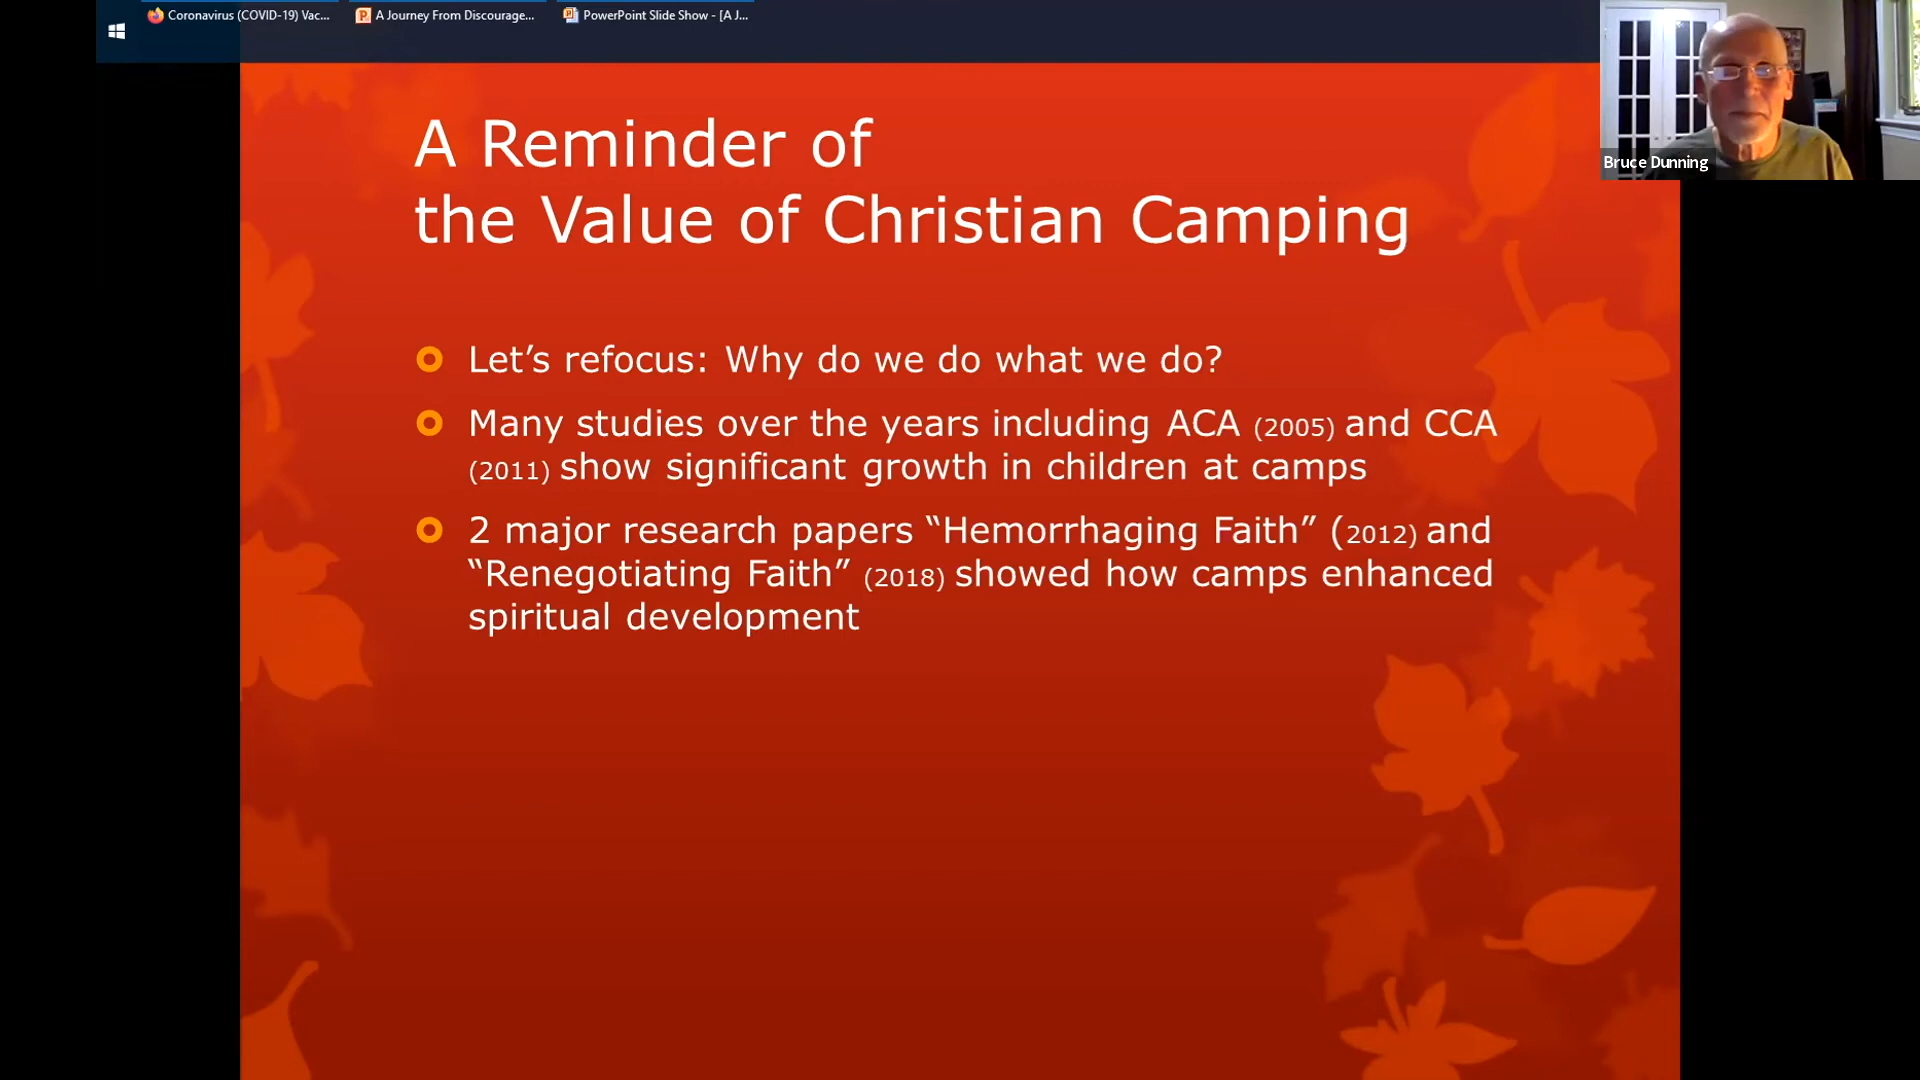 Coronavirus (COVID-19) Vac...
A Journey From Discourage...
PowerPoint Slide Show - [A J...
Bruce Dunning
A Reminder of
the Value of Christian Camping
Let’s refocus: Why do we do what we do?
Many studies over the years including ACA (2005) and CCA
(2011) show significant growth in children at camps
2 major research papers “Hemorrhaging Faith” (2012) and
“Renegotiating Faith” (2018) showed how camps enhanced
spiritual development